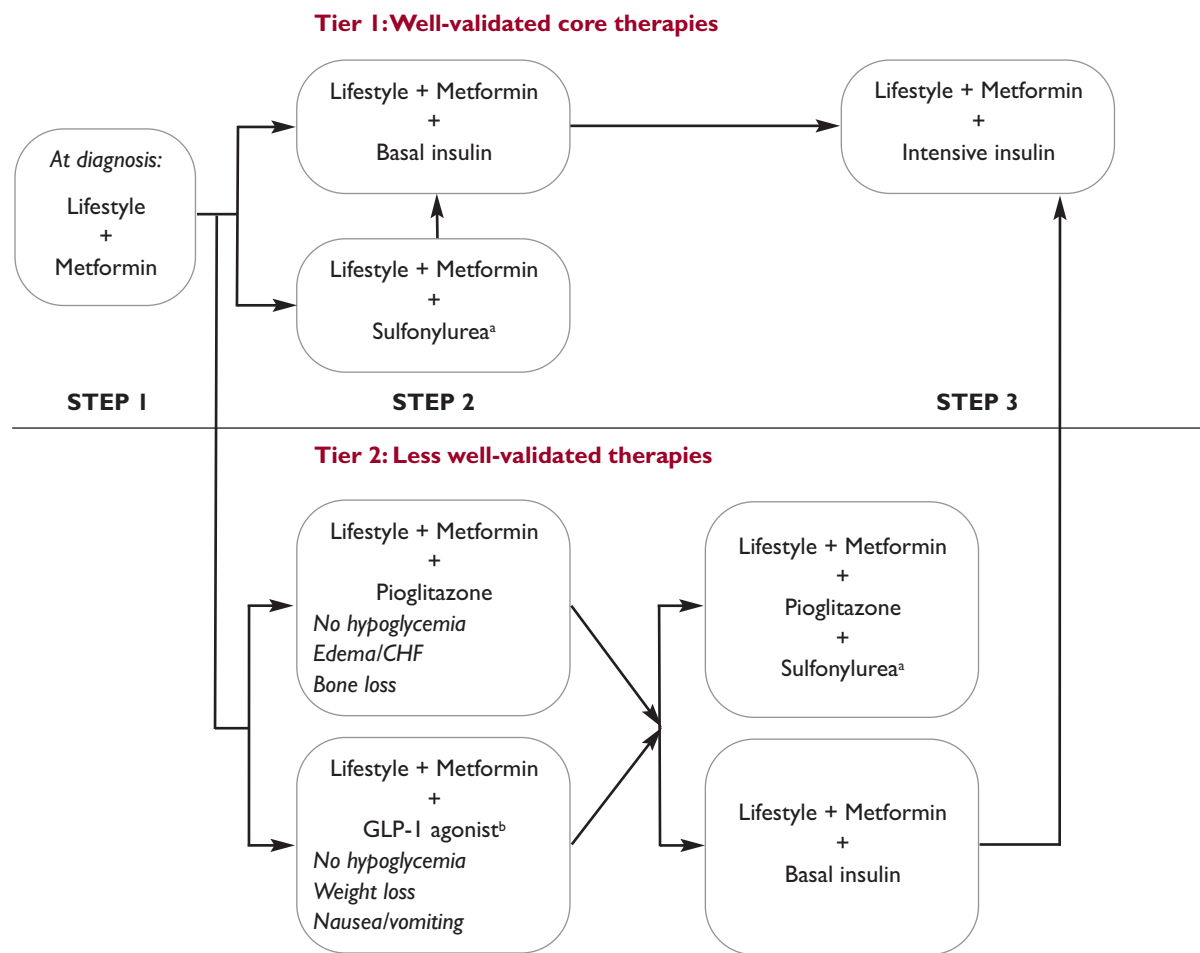 Tier 1: Well-validated core therapies
At diagnosis:
Lifestyle
+
Metformin
Lifestyle + Metformin
+
Basal insulin
Lifestyle + Metformin
+
Sulfonylureaᵃ
Lifestyle + Metformin
+
Intensive insulin
STEP 1
STEP 2
STEP 3
Tier 2: Less well-validated therapies
Lifestyle + Metformin
+
Pioglitazone
No hypoglycemia
Edema/CHF
Bone loss
Lifestyle + Metformin
+
GLP-1 agonistᵇ
No hypoglycemia
Weight loss
Nausea/vomiting
Lifestyle + Metformin
+
Pioglitazone
+
Sulfonylureaᵃ
Lifestyle + Metformin
+
Basal insulin